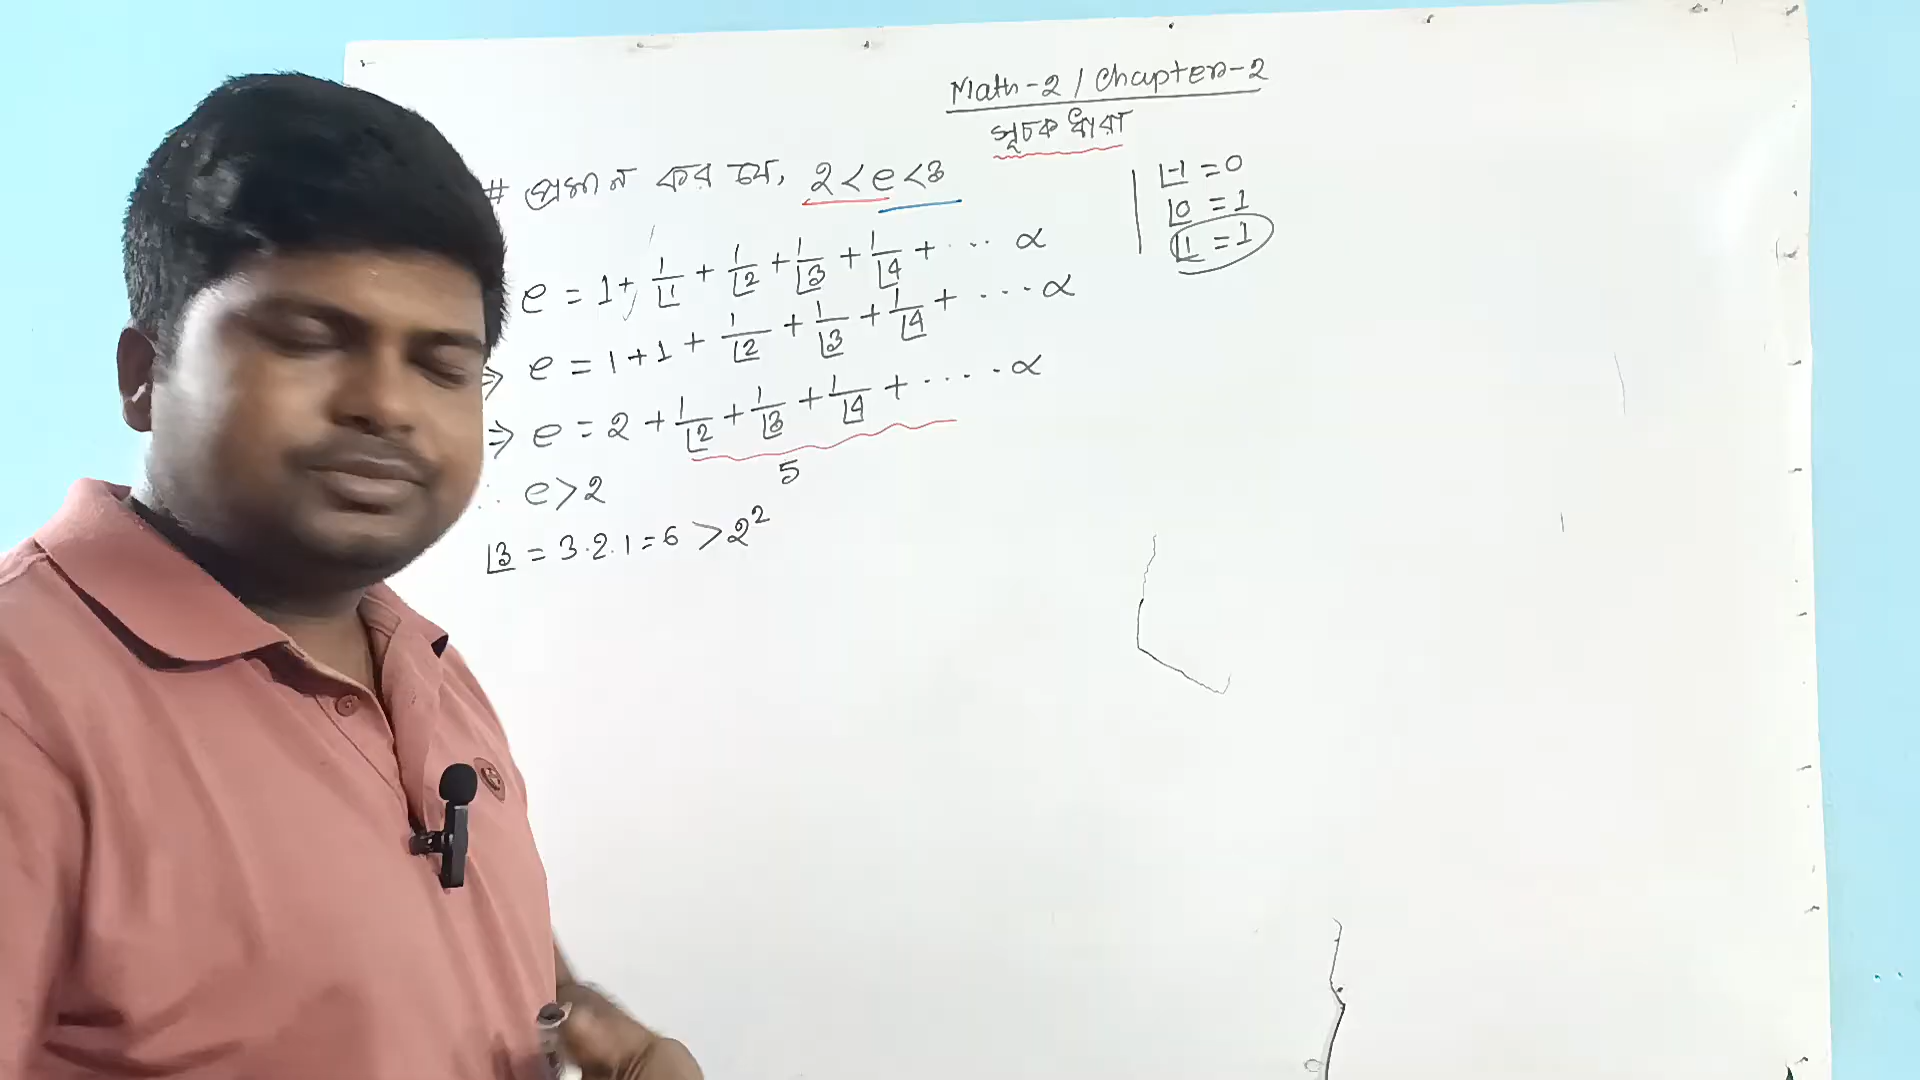 Math-2 / Chapter-2
সূচক ধারা
# প্রমান কর যে, 2 < e < 3
⌊-1 = 0
⌊0 = 1
⌊1 = 1
e = 1 + 1/⌊1 + 1/⌊2 + 1/⌊3 + 1/⌊4 + ... α
⇒ e = 1 + 1 + 1/⌊2 + 1/⌊3 + 1/⌊4 + .... α
⇒ e = 2 + 1/⌊2 + 1/⌊3 + 1/⌊4 + ..... α
5
∴ e > 2
⌊3 = 3.2.1 = 6 > 2²